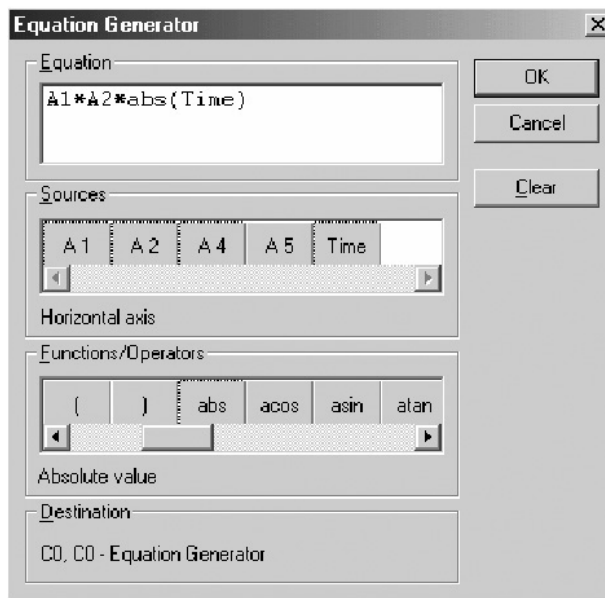 Equation Generator
Equation
A1*A2*abs(Time)
OK
Cancel
Clear
Sources
A 1 A 2 A 4 A 5 Time
Horizontal axis
Functions/Operators
( ) abs acos asin atan
Absolute value
Destination
C0, C0 - Equation Generator